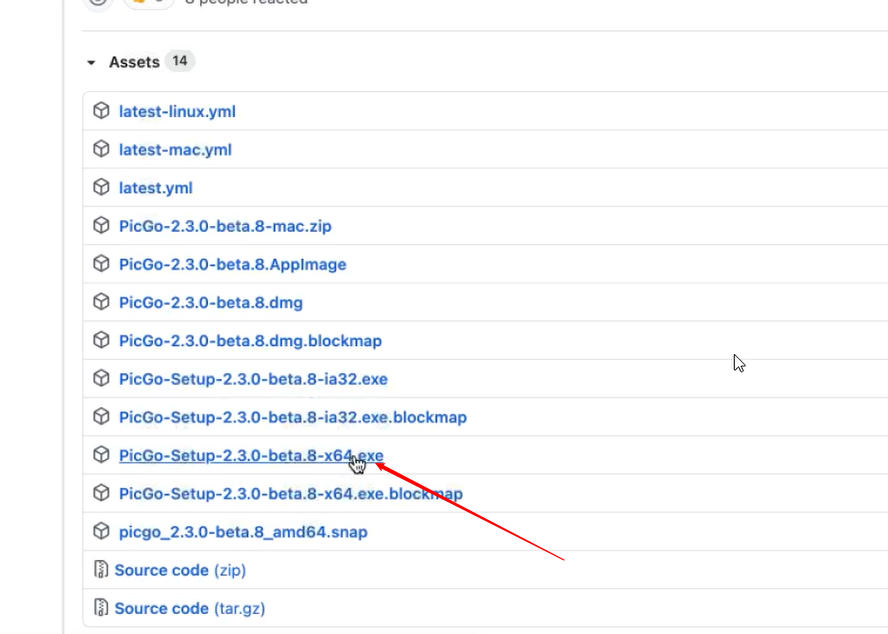 8 people reacted
Assets 14
latest-linux.yml
latest-mac.yml
latest.yml
PicGo-2.3.0-beta.8-mac.zip
PicGo-2.3.0-beta.8.AppImage
PicGo-2.3.0-beta.8.dmg
PicGo-2.3.0-beta.8.dmg.blockmap
PicGo-Setup-2.3.0-beta.8-ia32.exe
PicGo-Setup-2.3.0-beta.8-ia32.exe.blockmap
PicGo-Setup-2.3.0-beta.8-x64.exe
PicGo-Setup-2.3.0-beta.8-x64.exe.blockmap
picgo_2.3.0-beta.8_amd64.snap
Source code (zip)
Source code (tar.gz)